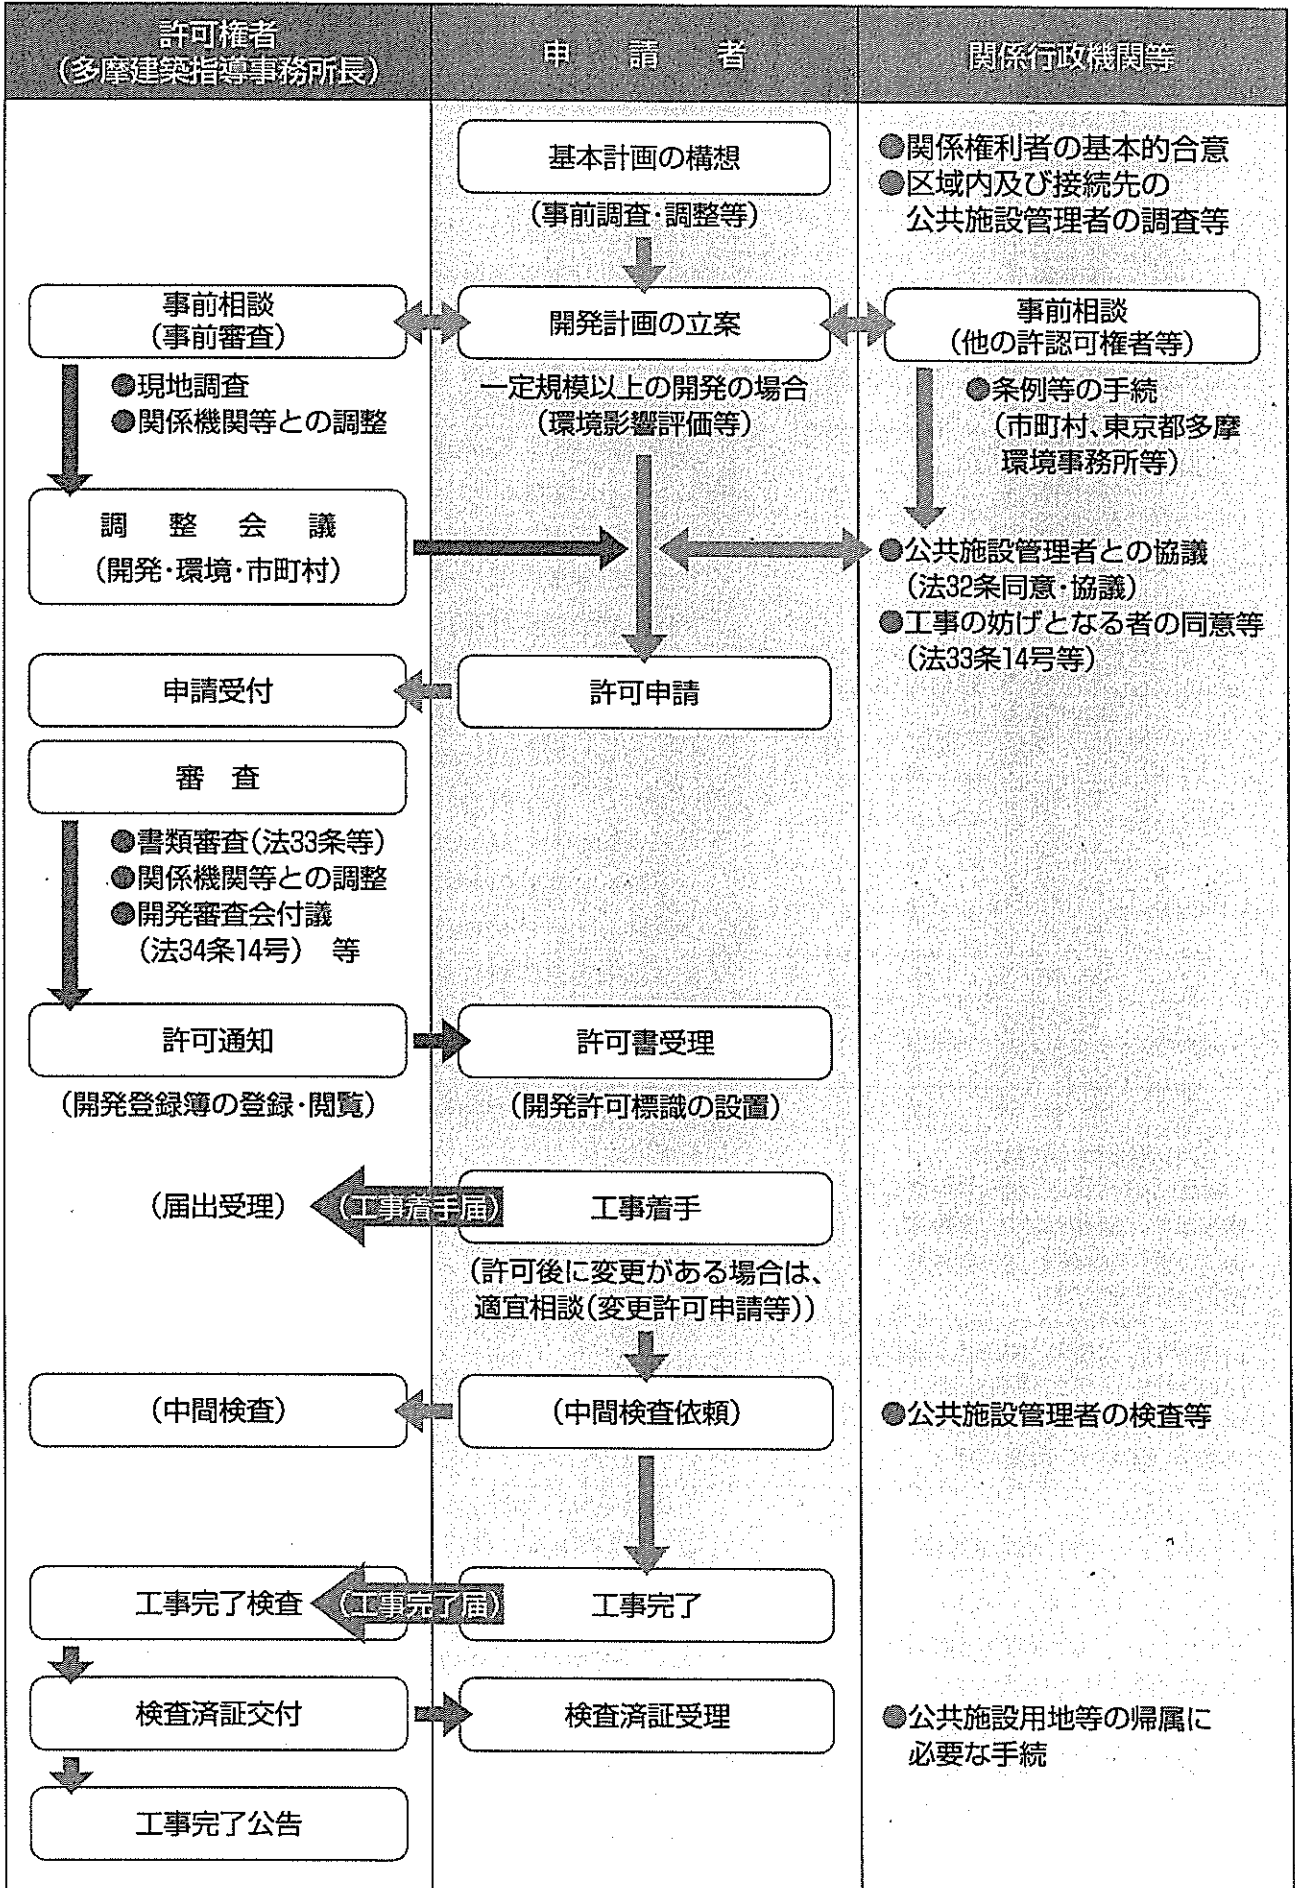 許可権者
(多摩建築指導事務所長)
申請者
関係行政機関等
基本計画の構想
(事前調査・調整等)
●関係権利者の基本的合意
●区域内及び接続先の
公共施設管理者の調査等
事前相談
(事前審査)
開発計画の立案
事前相談
(他の許認可権者等)
●現地調査
●関係機関等との調整
一定規模以上の開発の場合
(環境影響評価等)
●条例等の手続
(市町村、東京都多摩
環境事務所等)
調整会議
(開発・環境・市町村)
●公共施設管理者との協議
(法32条同意・協議)
●工事の妨げとなる者の同意等
(法33条14号等)
申請受付
許可申請
審査
●書類審査(法33条等)
●関係機関等との調整
●開発審査会付議
(法34条14号) 等
許可通知
許可書受理
(開発登録簿の登録・閲覧)
(開発許可標識の設置)
(届出受理)
(工事着手届)
工事着手
(許可後に変更がある場合は、
適宜相談(変更許可申請等))
(中間検査)
(中間検査依頼)
●公共施設管理者の検査等
工事完了検査
(工事完了届)
工事完了
検査済証交付
検査済証受理
●公共施設用地等の帰属に
必要な手続
工事完了公告